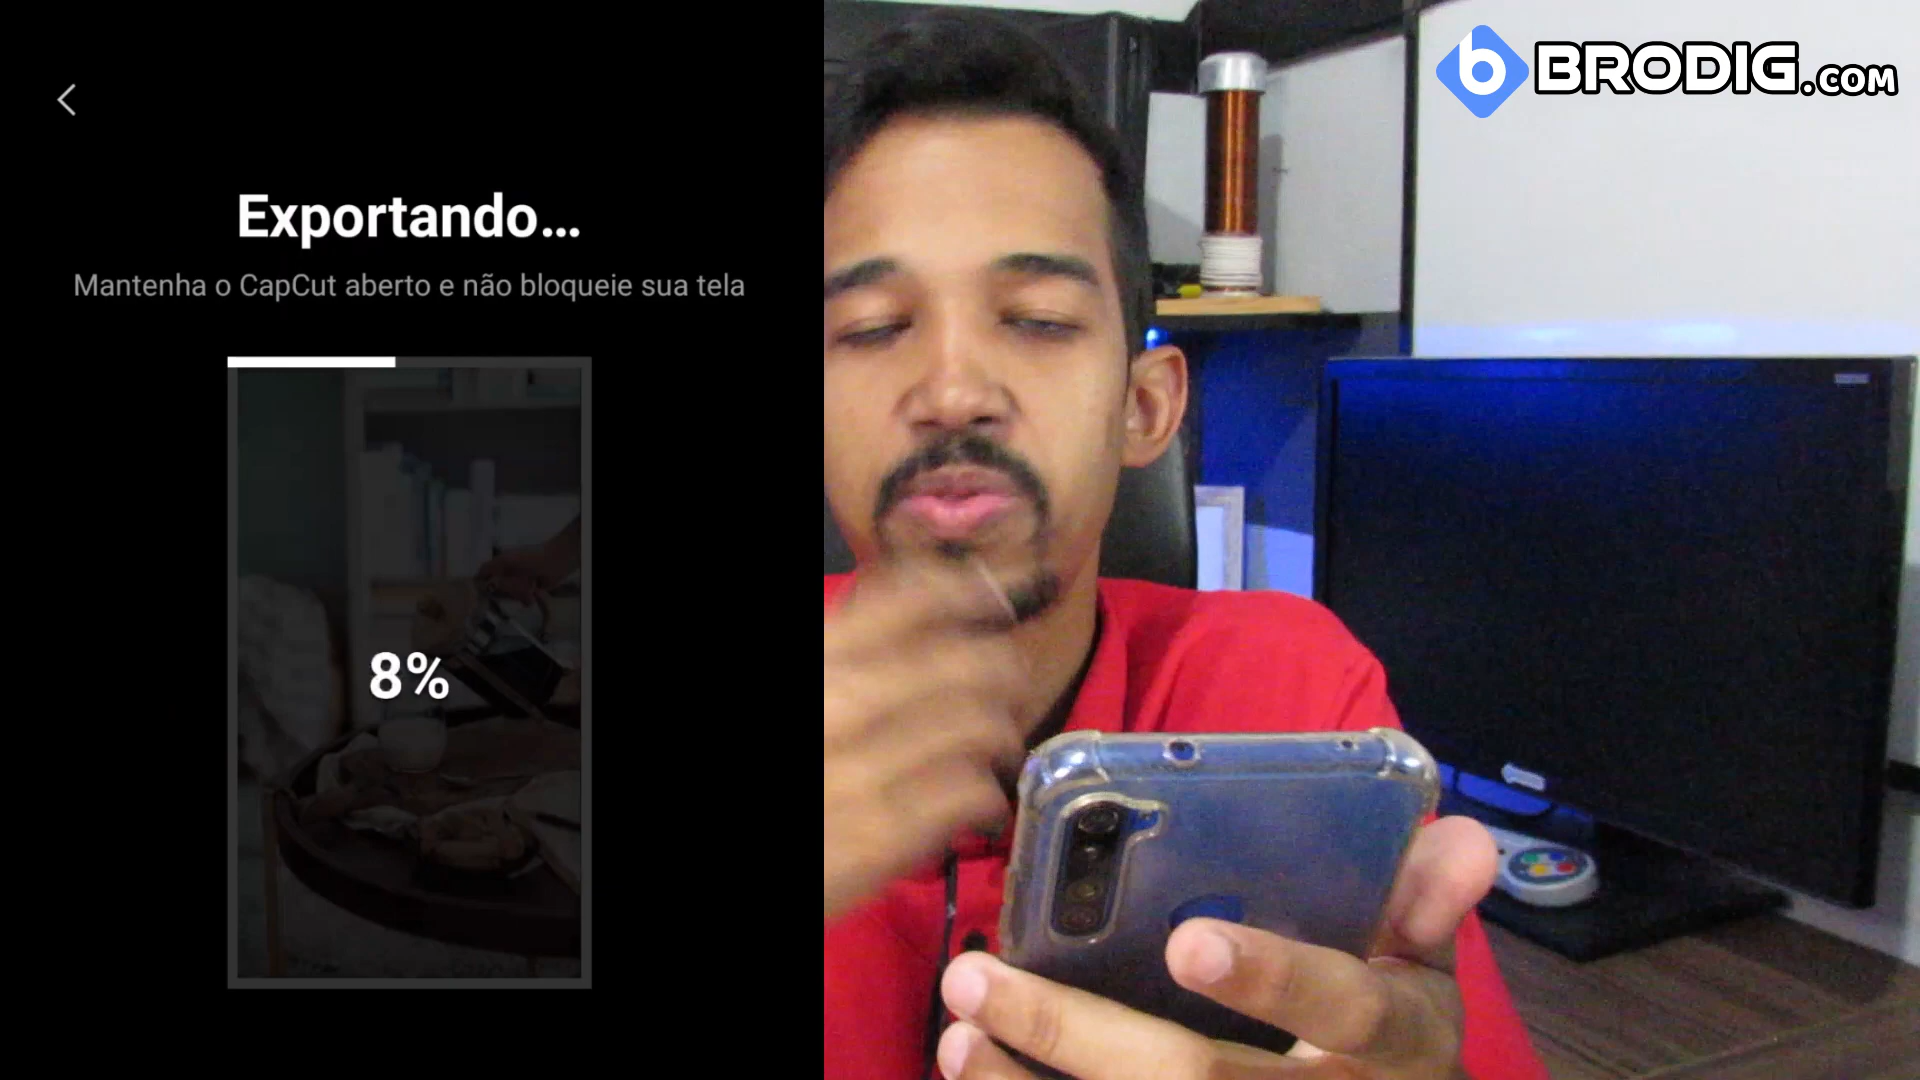 Exportando...
Mantenha o CapCut aberto e não bloqueie sua tela
8%
b BRODIG.COM